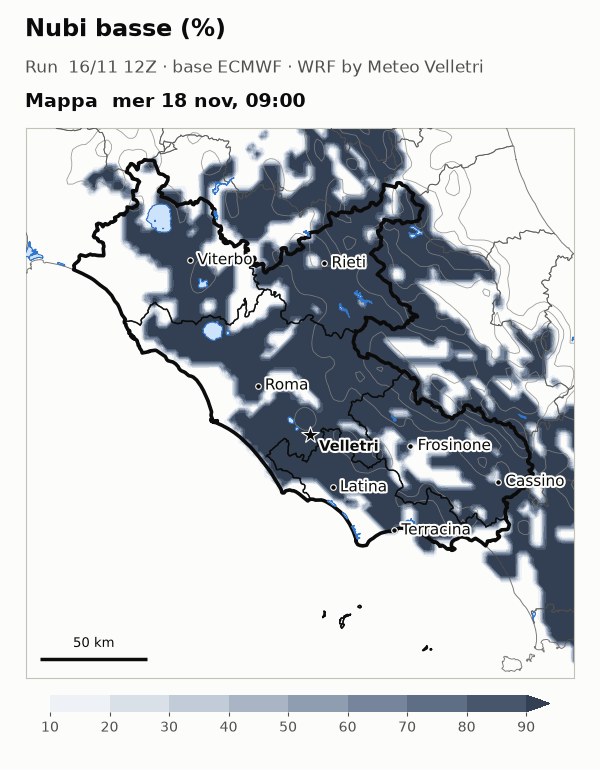 Nubi basse (%)
Run  16/11 12Z · base ECMWF · WRF by Meteo Velletri
Mappa  mer 18 nov, 09:00
Viterbo
Rieti
Roma
Velletri
Frosinone
Cassino
Latina
Terracina
50 km
10 20 30 40 50 60 70 80 90